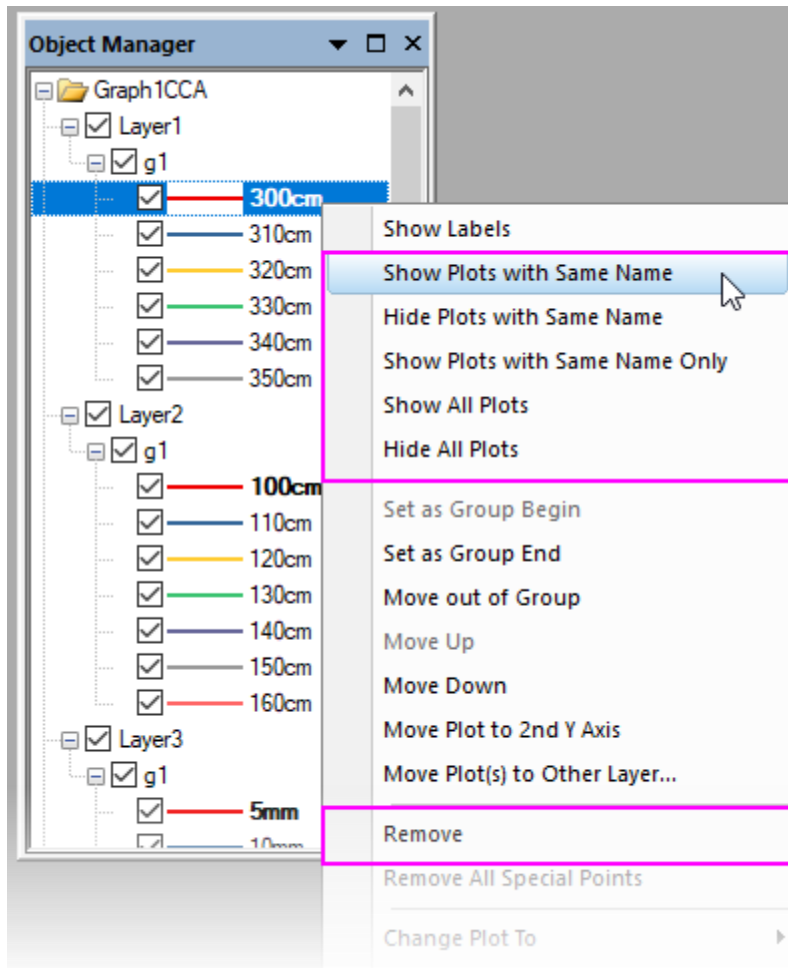 Object Manager
Graph1CCA
Layer1
g1
300cm
310cm
320cm
330cm
340cm
350cm
Layer2
g1
100cm
110cm
120cm
130cm
140cm
150cm
160cm
Layer3
g1
5mm
10mm
Show Labels
Show Plots with Same Name
Hide Plots with Same Name
Show Plots with Same Name Only
Show All Plots
Hide All Plots
Set as Group Begin
Set as Group End
Move out of Group
Move Up
Move Down
Move Plot to 2nd Y Axis
Move Plot(s) to Other Layer...
Remove
Remove All Special Points
Change Plot To